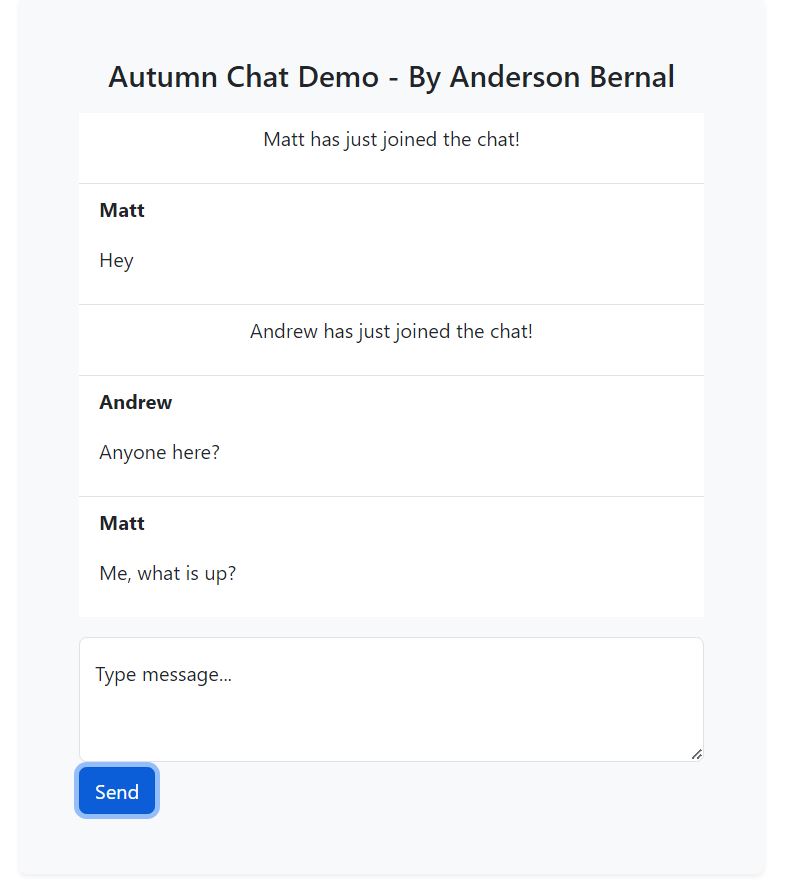 Autumn Chat Demo - By Anderson Bernal
Matt has just joined the chat!
Matt
Hey
Andrew has just joined the chat!
Andrew
Anyone here?
Matt
Me, what is up?
Type message...
Send